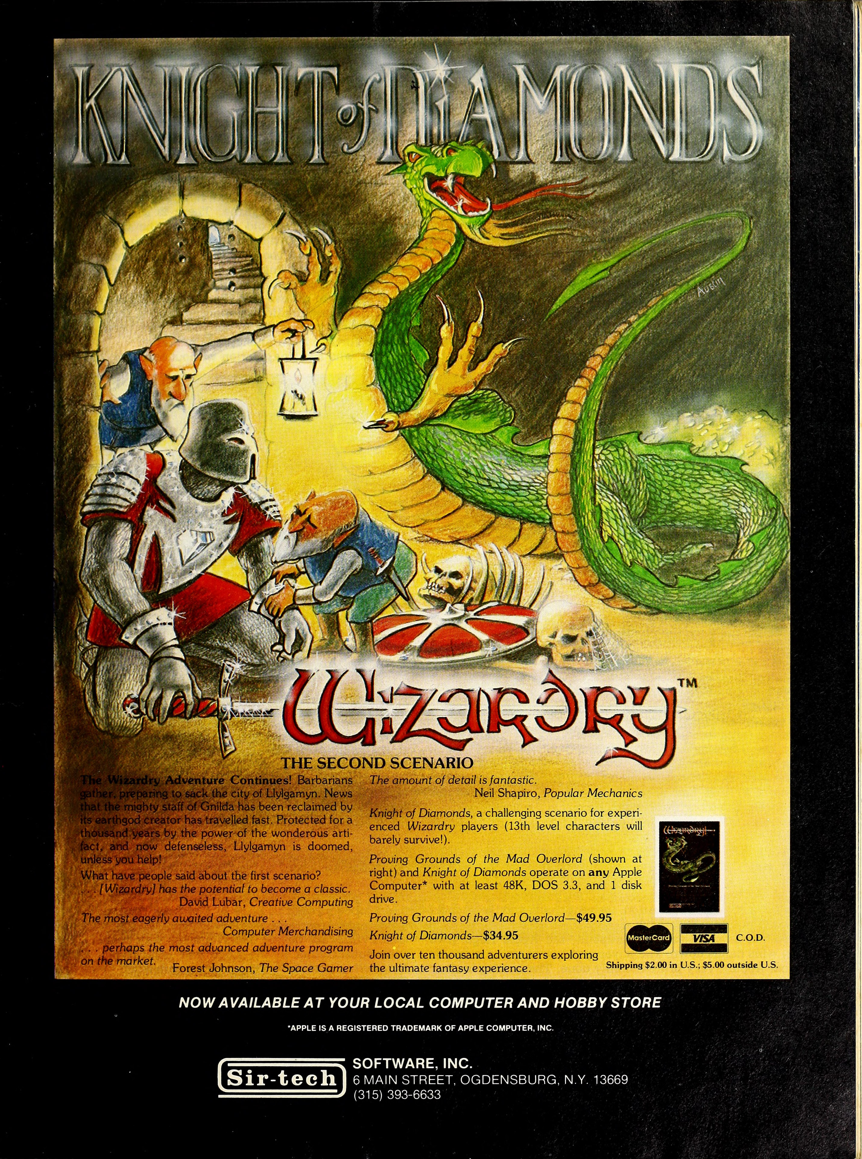 KNIGHT of DIAMONDS
Austin
Wizardry™
THE SECOND SCENARIO
The Wizardry Adventure Continues! Barbarians
gather, preparing to sack the city of Llylgamyn. News
that the mighty staff of Gnilda has been reclaimed by
its earthgod creator has travelled fast. Protected for a
thousand years by the power of the wonderous arti-
fact, and now defenseless, Llylgamyn is doomed,
unless you help!
What have people said about the first scenario?
. . . [Wizardry] has the potential to become a classic.
David Lubar, Creative Computing
The most eagerly awaited adventure . . .
Computer Merchandising
. . . perhaps the most advanced adventure program
on the market.
Forest Johnson, The Space Gamer
The amount of detail is fantastic.
Neil Shapiro, Popular Mechanics
Knight of Diamonds, a challenging scenario for experi-
enced Wizardry players (13th level characters will
barely survive!).
Proving Grounds of the Mad Overlord (shown at
right) and Knight of Diamonds operate on any Apple
Computer* with at least 48K, DOS 3.3, and 1 disk
drive.
Proving Grounds of the Mad Overlord—$49.95
Knight of Diamonds—$34.95
Join over ten thousand adventurers exploring
the ultimate fantasy experience.
Wizardry
MasterCard VISA C.O.D.
Shipping $2.00 in U.S.; $5.00 outside U.S.
NOW AVAILABLE AT YOUR LOCAL COMPUTER AND HOBBY STORE
*APPLE IS A REGISTERED TRADEMARK OF APPLE COMPUTER, INC.
Sir-tech SOFTWARE, INC.
6 MAIN STREET, OGDENSBURG, N.Y. 13669
(315) 393-6633